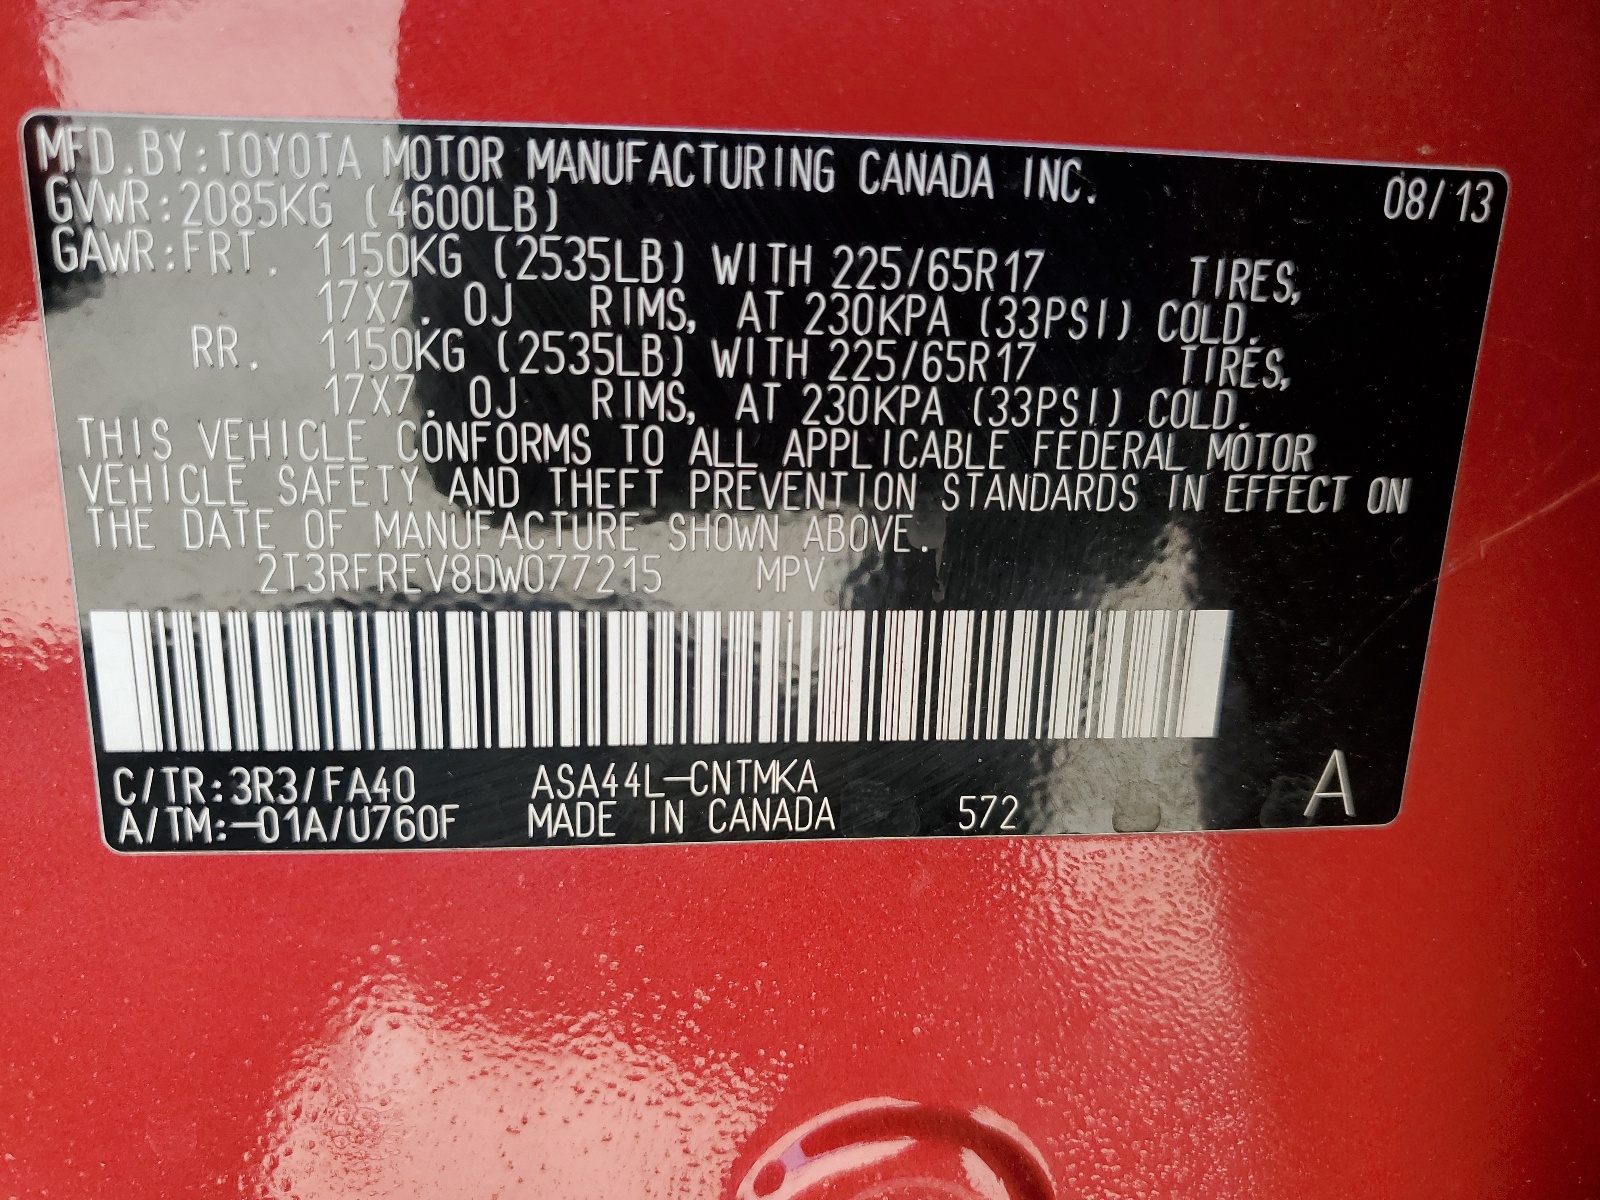 MFD.BY:TOYOTA MOTOR MANUFACTURING CANADA INC. 08/13
GVWR:2085KG (4600LB)
GAWR:FRT. 1150KG (2535LB) WITH 225/65R17 TIRES,
17X7. 0J RIMS, AT 230KPA (33PSI) COLD.
RR. 1150KG (2535LB) WITH 225/65R17 TIRES,
17X7. 0J RIMS, AT 230KPA (33PSI) COLD.
THIS VEHICLE CONFORMS TO ALL APPLICABLE FEDERAL MOTOR
VEHICLE SAFETY AND THEFT PREVENTION STANDARDS IN EFFECT ON
THE DATE OF MANUFACTURE SHOWN ABOVE.
2T3RFREV8DW077215 MPV
C/TR:3R3/FA40 ASA44L-CNTMKA
A/TM:-01A/U760F MADE IN CANADA 572 A